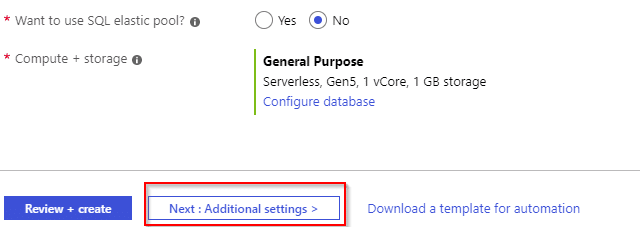 * Want to use SQL elastic pool? Yes No
* Compute + storage
General Purpose
Serverless, Gen5, 1 vCore, 1 GB storage
Configure database
Review + create Next : Additional settings > Download a template for automation